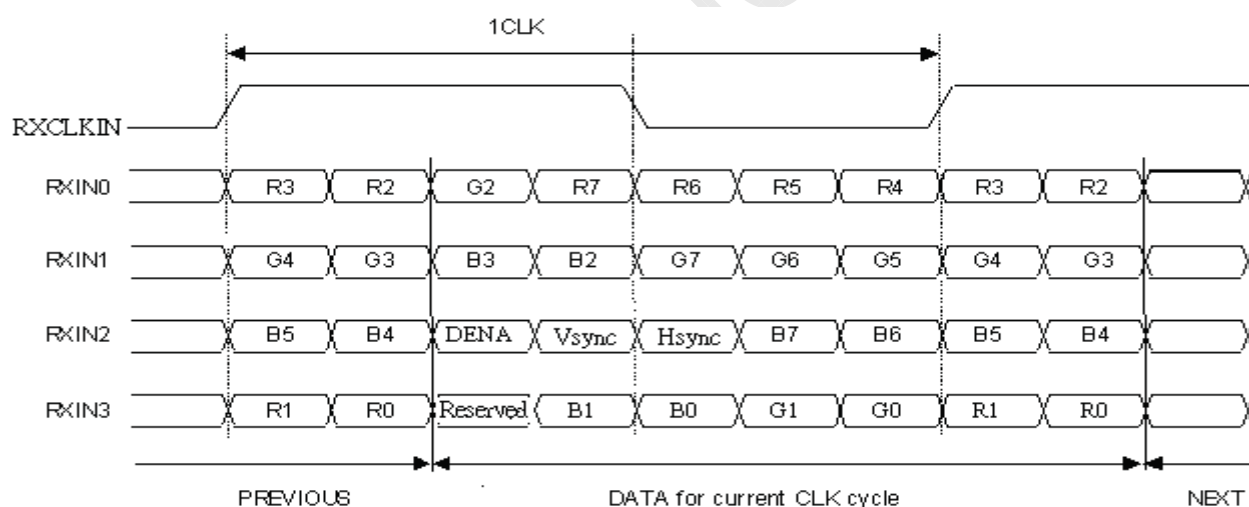 1CLK
RXCLKIN
RXIN0 R3 R2 G2 R7 R6 R5 R4 R3 R2
RXIN1 G4 G3 B3 B2 G7 G6 G5 G4 G3
RXIN2 B5 B4 DENA Vsync Hsync B7 B6 B5 B4
RXIN3 R1 R0 Reserved B1 B0 G1 G0 R1 R0
PREVIOUS DATA for current CLK cycle NEXT